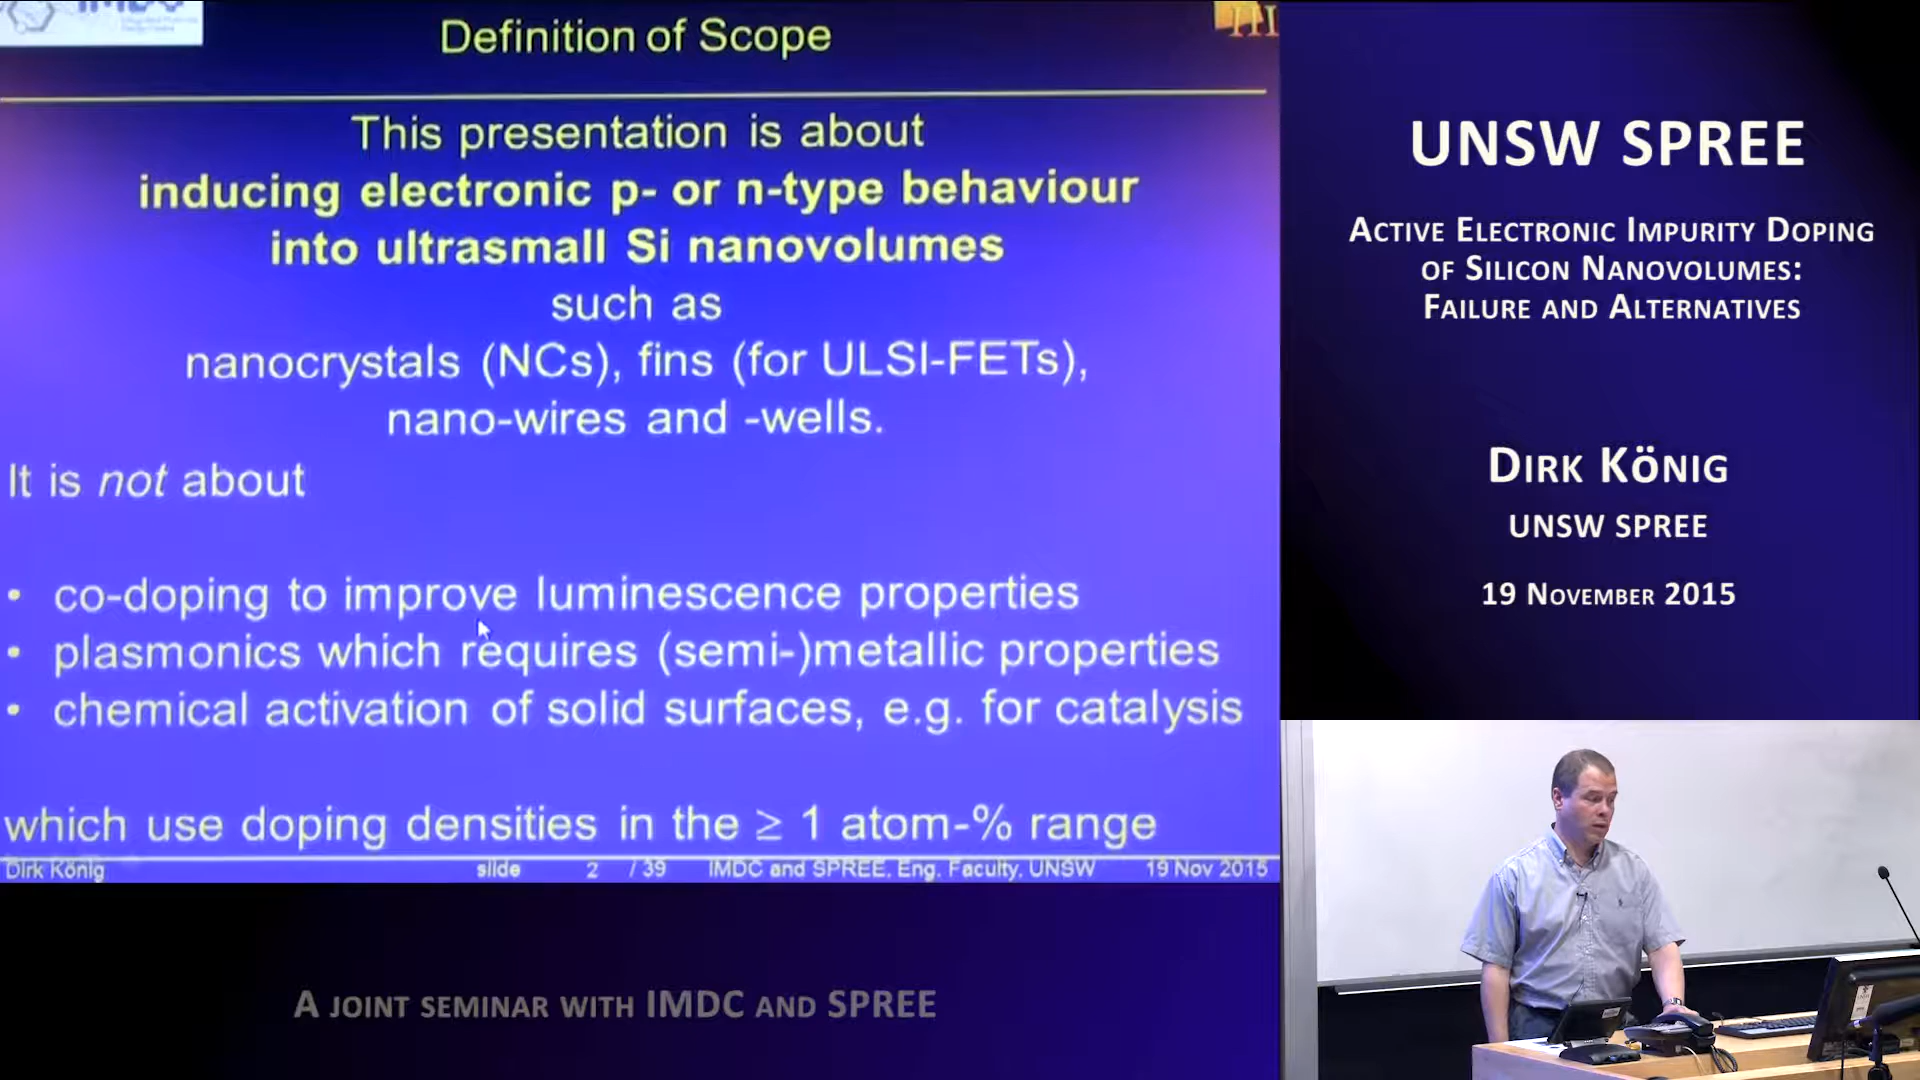 Definition of Scope
This presentation is about
inducing electronic p- or n-type behaviour
into ultrasmall Si nanovolumes
such as
nanocrystals (NCs), fins (for ULSI-FETs),
nano-wires and -wells.
It is not about
• co-doping to improve luminescence properties
• plasmonics which requires (semi-)metallic properties
• chemical activation of solid surfaces, e.g. for catalysis
which use doping densities in the ≥ 1 atom-% range
Dirk König slide 2 / 39 IMDC and SPREE, Eng. Faculty, UNSW 19 Nov 2015
A JOINT SEMINAR WITH IMDC AND SPREE
UNSW SPREE
ACTIVE ELECTRONIC IMPURITY DOPING
OF SILICON NANOVOLUMES:
FAILURE AND ALTERNATIVES
DIRK KÖNIG
UNSW SPREE
19 NOVEMBER 2015